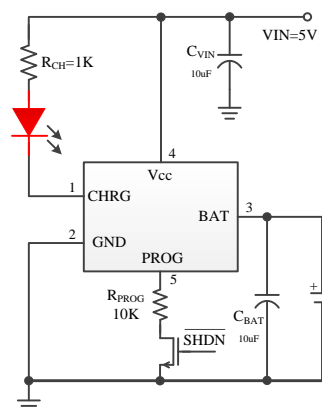 VIN=5V
CVIN
10uF
RCH=1K
4
Vcc
1
CHRG
3
BAT
2
GND
PROG
5
RPROG
10K
SHDN
CBAT
10uF
+